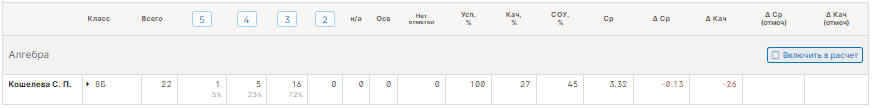 Класс Всего 5 4 3 2 н/а Осв Нет отметки Усп, % Кач, % СОУ, % Ср Δ Ср Δ Кач Δ Ср (отмеч) Δ Кач (отмеч)
Алгебра Включить в расчет
Кошелева С. П. 8Б 22 1 5 16 0 0 0 0 100 27 45 3.32 -0.13 -26
5% 23% 72%